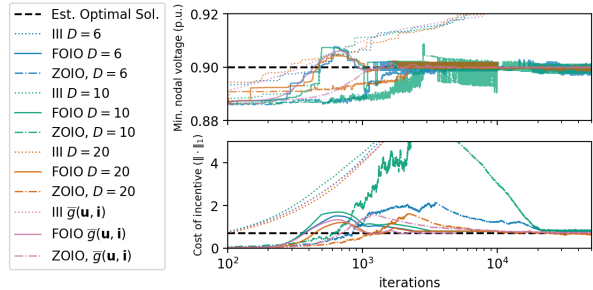 Est. Optimal Sol.
III D = 6
FOIO D = 6
ZOIO, D = 6
III D = 10
FOIO D = 10
ZOIO, D = 10
III D = 20
FOIO D = 20
ZOIO, D = 20
III g̅(u, i)
FOIO g̅(u, i)
ZOIO, g̅(u, i)
Min. nodal voltage (p.u.)
0.92
0.90
0.88
Cost of incentive (‖ · ‖₁)
4
2
0
10² 10³ 10⁴
iterations